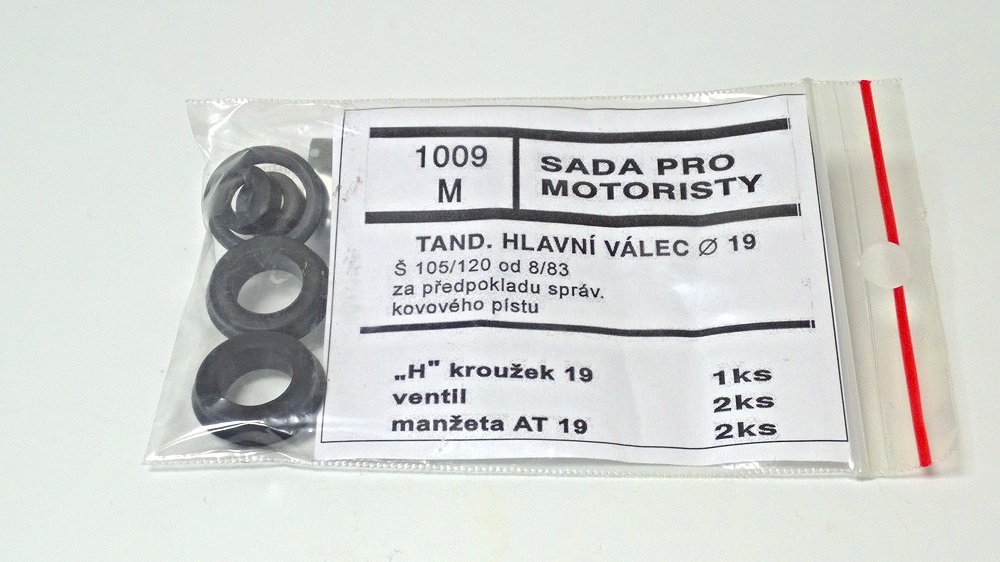 1009
M
SADA PRO
MOTORISTY
TAND. HLAVNÍ VÁLEC Ø 19
Š 105/120 od 8/83
za předpokladu správ.
kovového pístu
„H" kroužek 19 1ks
ventil 2ks
manžeta AT 19 2ks